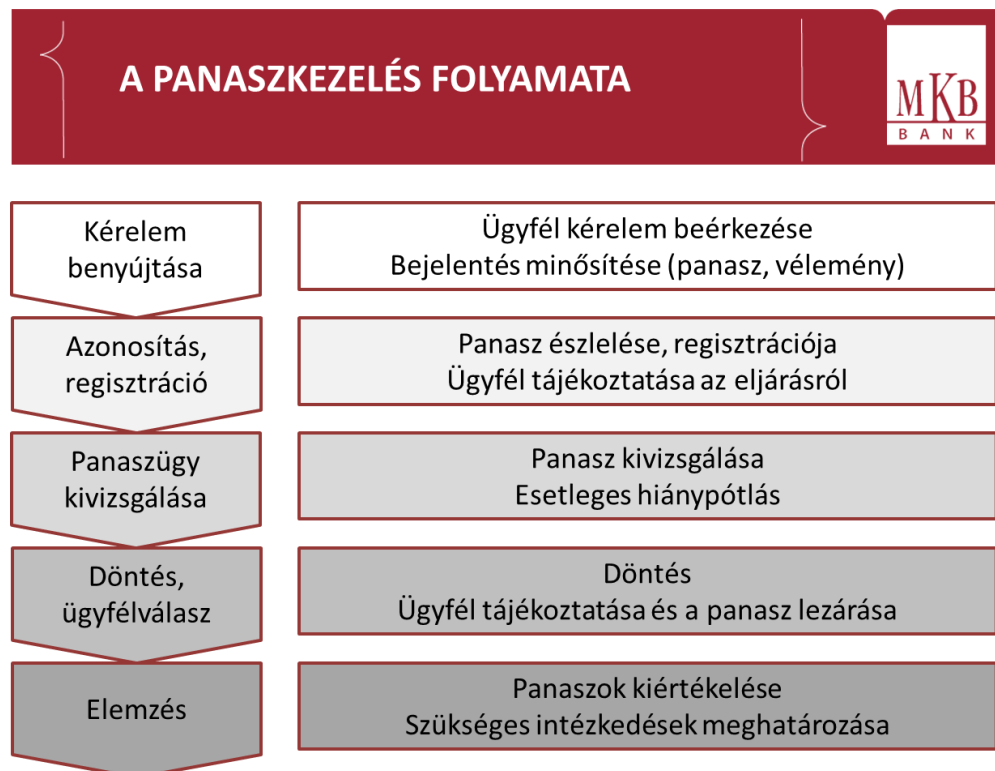 A PANASZKEZELÉS FOLYAMATA
MKB
BANK
Kérelem
benyújtása
Ügyfél kérelem beérkezése
Bejelentés minősítése (panasz, vélemény)
Azonosítás,
regisztráció
Panasz észlelése, regisztrációja
Ügyfél tájékoztatása az eljárásról
Panaszügy
kivizsgálása
Panasz kivizsgálása
Esetleges hiánypótlás
Döntés,
ügyfélválasz
Döntés
Ügyfél tájékoztatása és a panasz lezárása
Elemzés
Panaszok kiértékelése
Szükséges intézkedések meghatározása